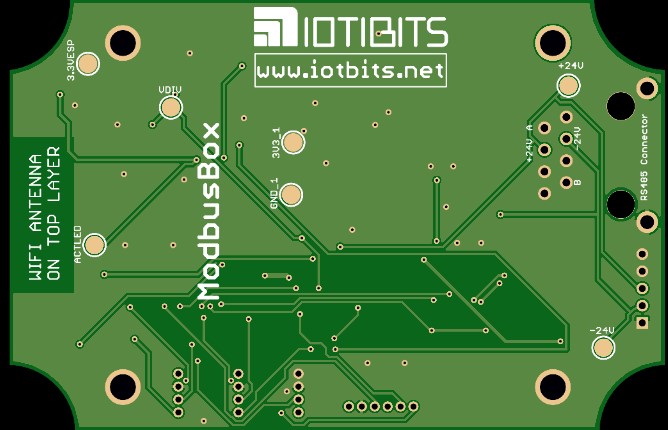 IOTIBITS
www.iotbits.net
3.3VESP
VDIV
+24V
3V3_1
GND_1
ModbusBox
WIFI ANTENNA
ON TOP LAYER
ACTLED
+24V A
-24V
B
RS485 Connector
-24V